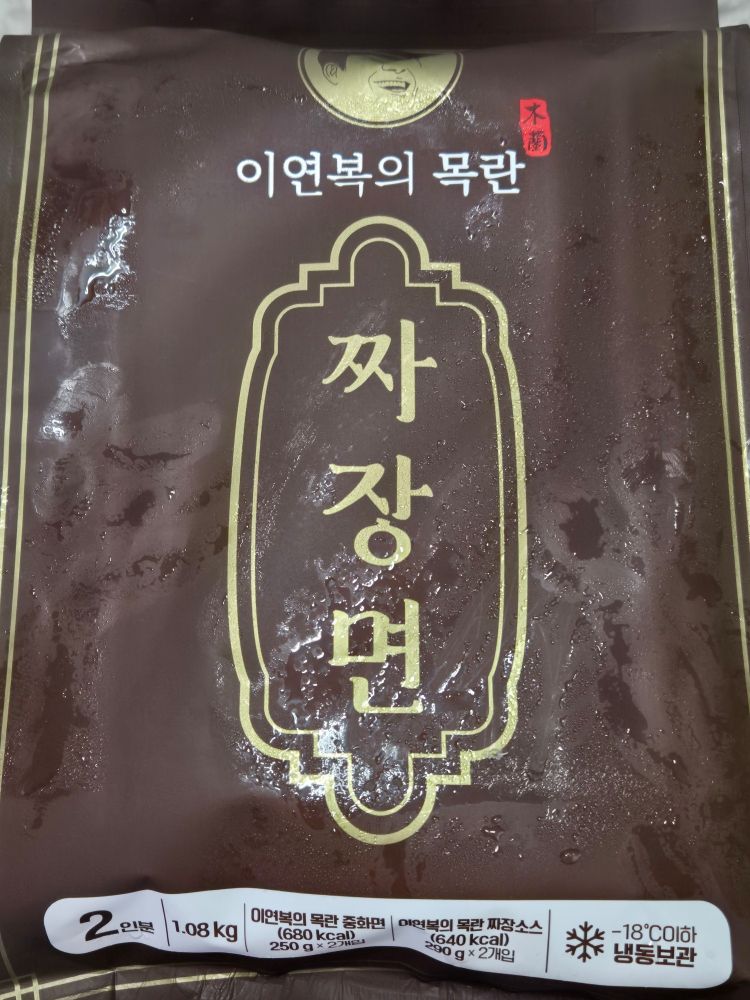 木
蘭
이연복의 목란
짜
장
면
2인분
1.08 kg
이연복의 목란 중화면
(680 kcal)
250 g × 2개입
이연복의 목란 짜장소스
(640 kcal)
290 g × 2개입
-18°C이하
냉동보관